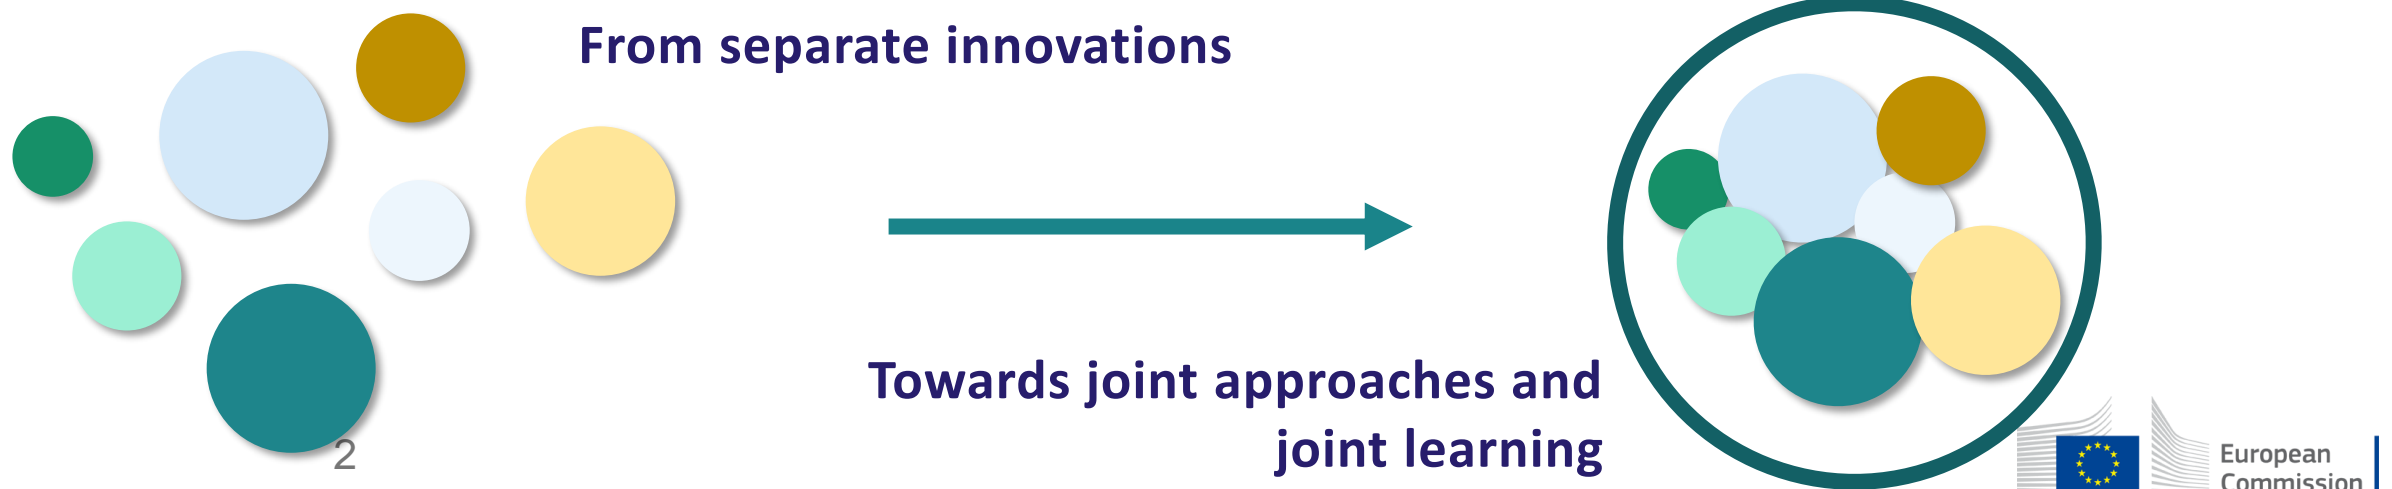 From separate innovations
Towards joint approaches and
joint learning
2
European
Commission